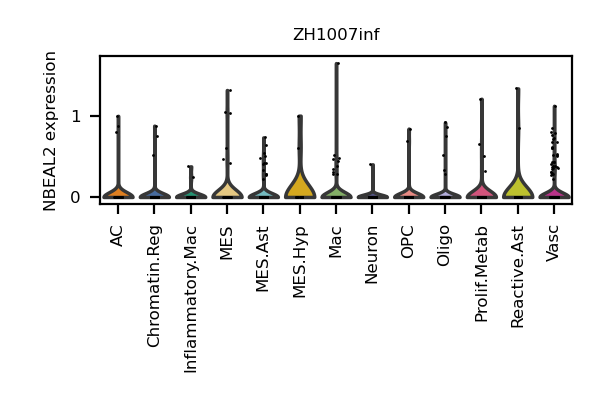 ZH1007inf
NBEAL2 expression
1
0
AC
Chromatin.Reg
Inflammatory.Mac
MES
MES.Ast
MES.Hyp
Mac
Neuron
OPC
Oligo
Prolif.Metab
Reactive.Ast
Vasc